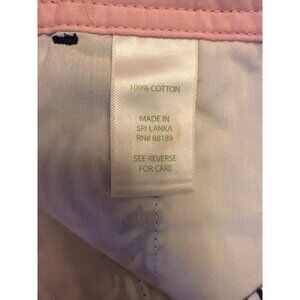 100% COTTON
MADE IN
SRI LANKA
RN# 88189
SEE REVERSE
FOR CARE